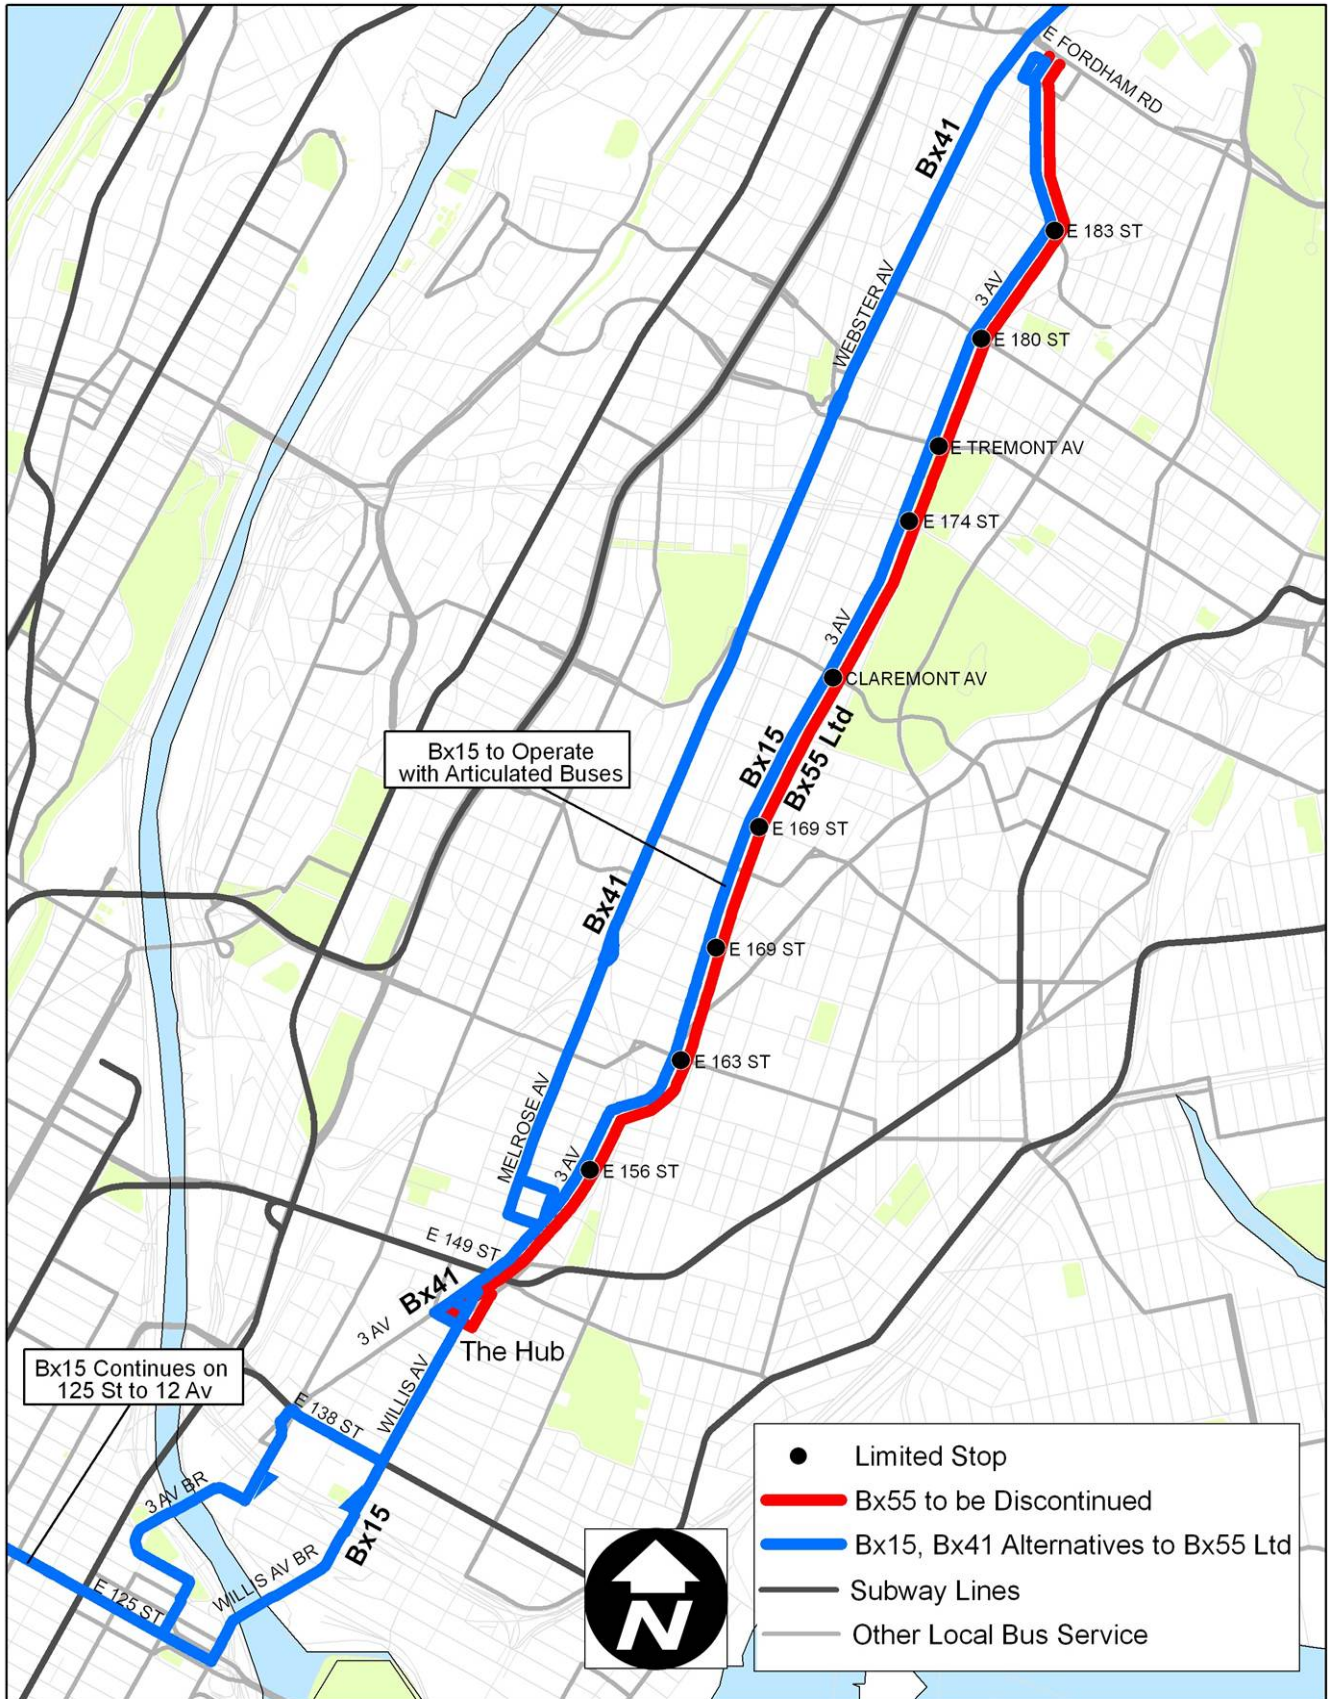 E FORDHAM RD
Bx41
E 183 ST
WEBSTER AV
3 AV
E 180 ST
E TREMONT AV
E 174 ST
3 AV
CLAREMONT AV
Bx15
Bx55 Ltd
Bx15 to Operate
with Articulated Buses
E 169 ST
Bx41
E 169 ST
E 163 ST
MELROSE AV
3 AV
E 156 ST
E 149 ST
Bx41
3 AV
The Hub
WILLIS AV
Bx15 Continues on
125 St to 12 Av
E 138 ST
3 AV BR
Bx15
WILLIS AV BR
E 125 ST
N
Limited Stop
Bx55 to be Discontinued
Bx15, Bx41 Alternatives to Bx55 Ltd
Subway Lines
Other Local Bus Service